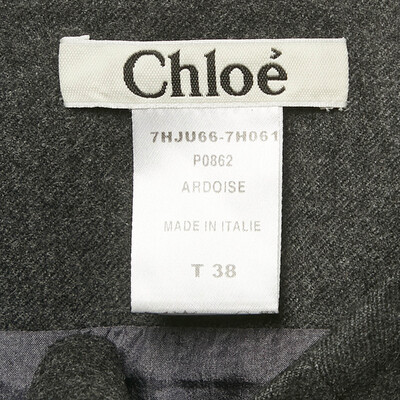 Chloé
7HJU66-7H061
P0862
ARDOISE
MADE IN ITALIE
T 38